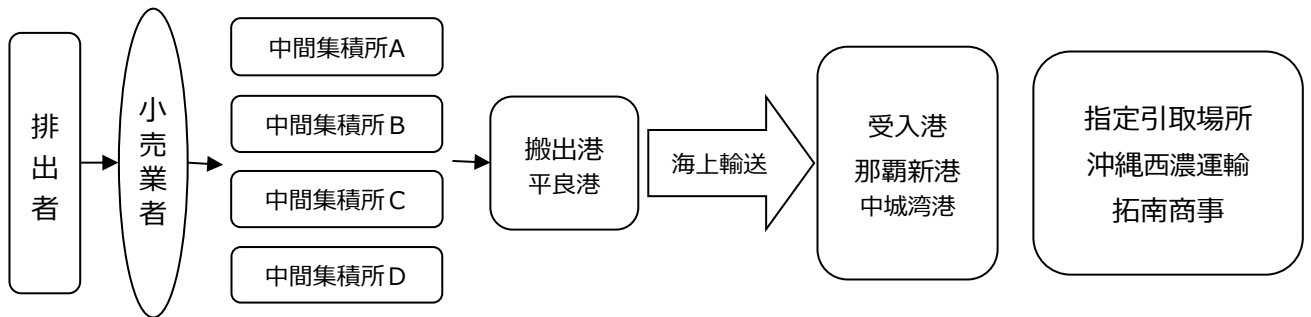 排出者
小売業者
中間集積所A
中間集積所B
中間集積所C
中間集積所D
搬出港
平良港
海上輸送
受入港
那覇新港
中城湾港
指定引取場所
沖縄西濃運輸
拓南商事